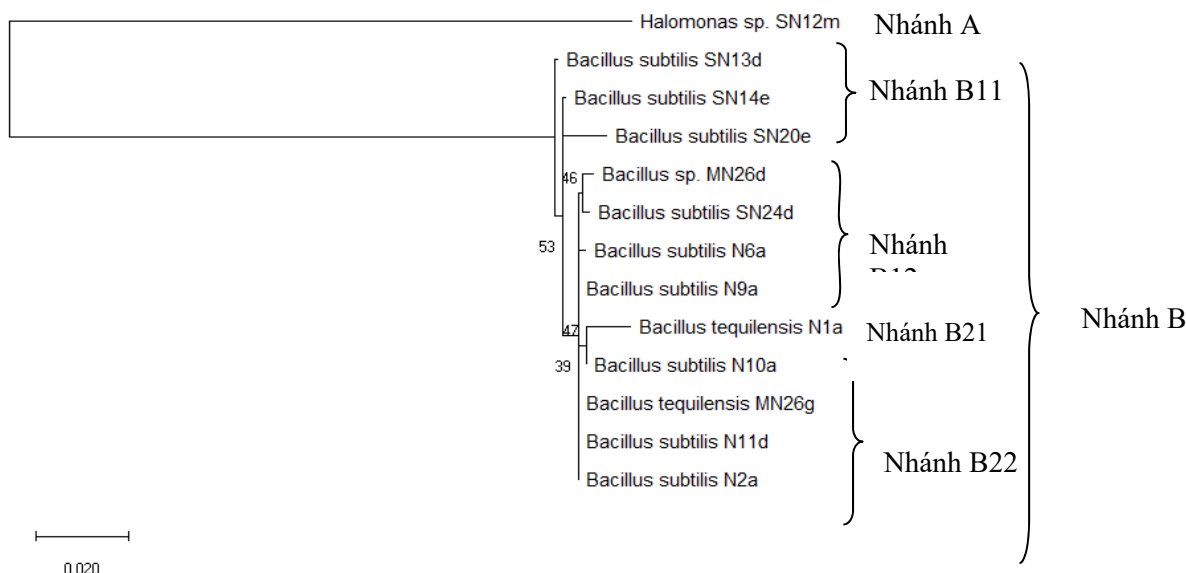 Halomonas sp. SN12m
Nhánh A
Bacillus subtilis SN13d
Bacillus subtilis SN14e
Nhánh B11
Bacillus subtilis SN20e
46
Bacillus sp. MN26d
Bacillus subtilis SN24d
53
Bacillus subtilis N6a
Nhánh
Bacillus subtilis N9a
Nhánh B
47
Bacillus tequilensis N1a
Nhánh B21
39
Bacillus subtilis N10a
Bacillus tequilensis MN26g
Bacillus subtilis N11d
Nhánh B22
Bacillus subtilis N2a
0.020